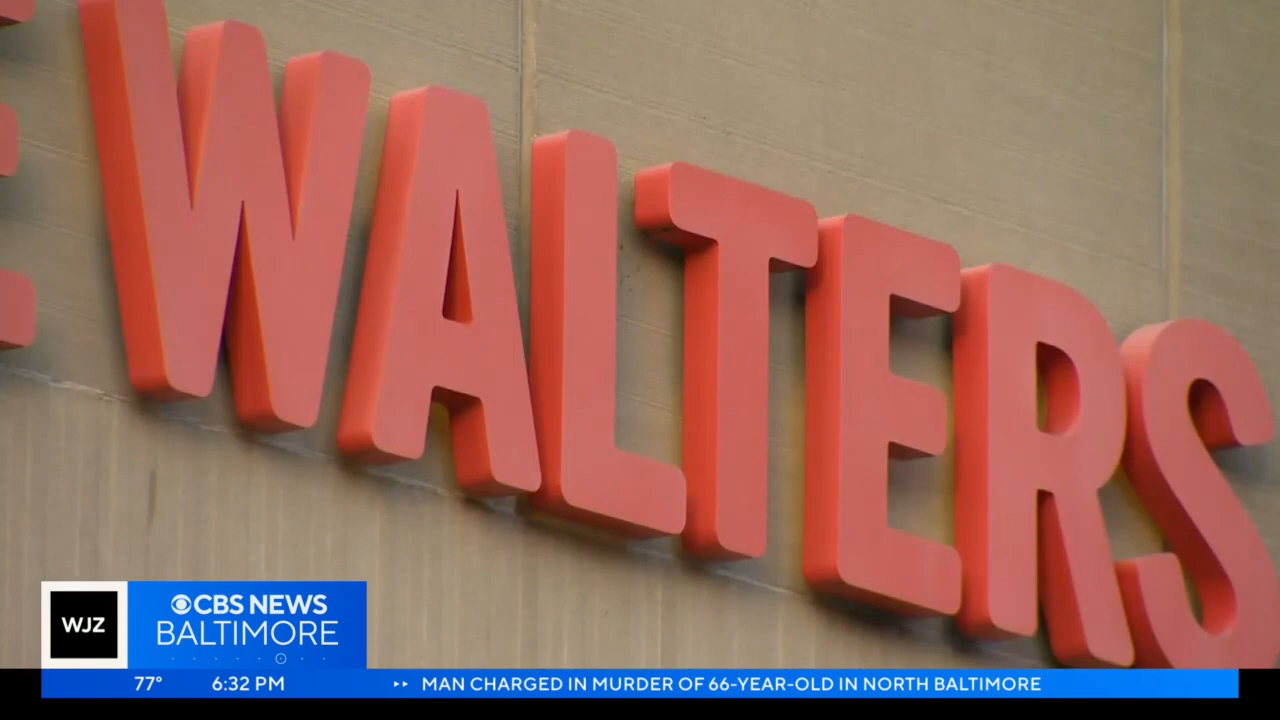 E WALTERS
WJZ
CBS NEWS
BALTIMORE
77° 6:32 PM MAN CHARGED IN MURDER OF 66-YEAR-OLD IN NORTH BALTIMORE